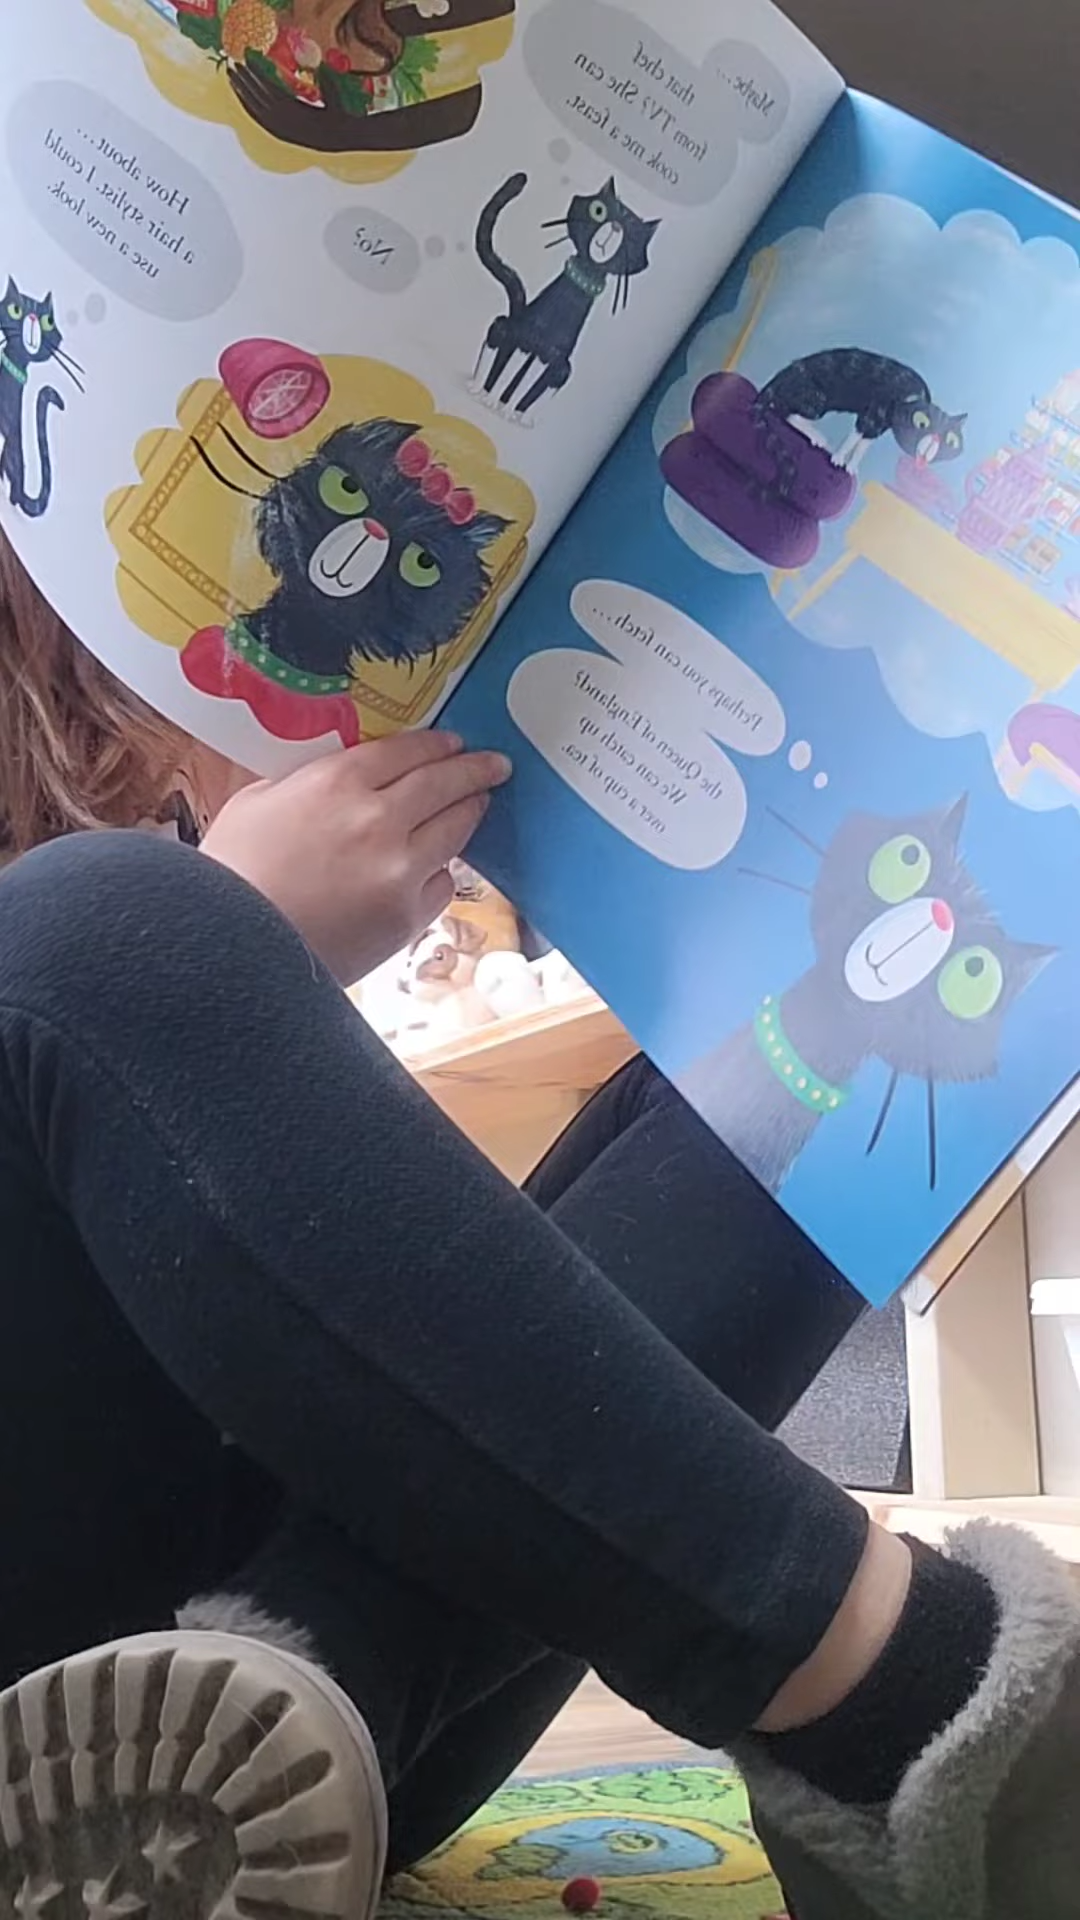 Maybe...
that chef
from TV? She can
cook me a feast.
No?
How about...
a hair stylist. I could
use a new look.
Perhaps you can fetch...
the Queen of England?
We can catch up
over a cup of tea.